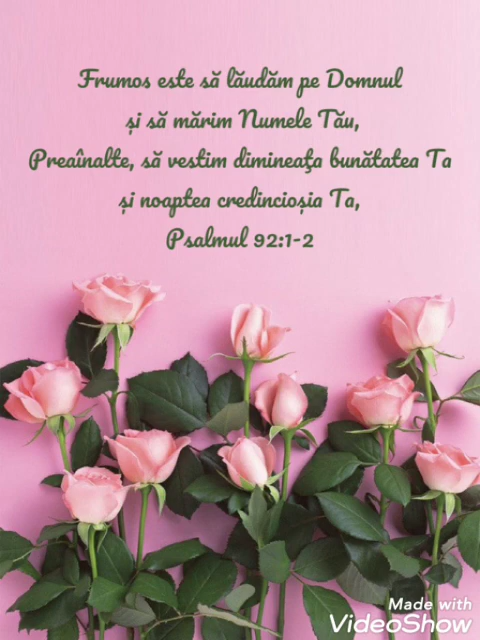 Frumos este să lăudăm pe Domnul
și să mărim Numele Tău,
Preaînalte, să vestim dimineaţa bunătatea Ta
și noaptea credincioșia Ta,
Psalmul 92:1-2
Made with
VideoShow